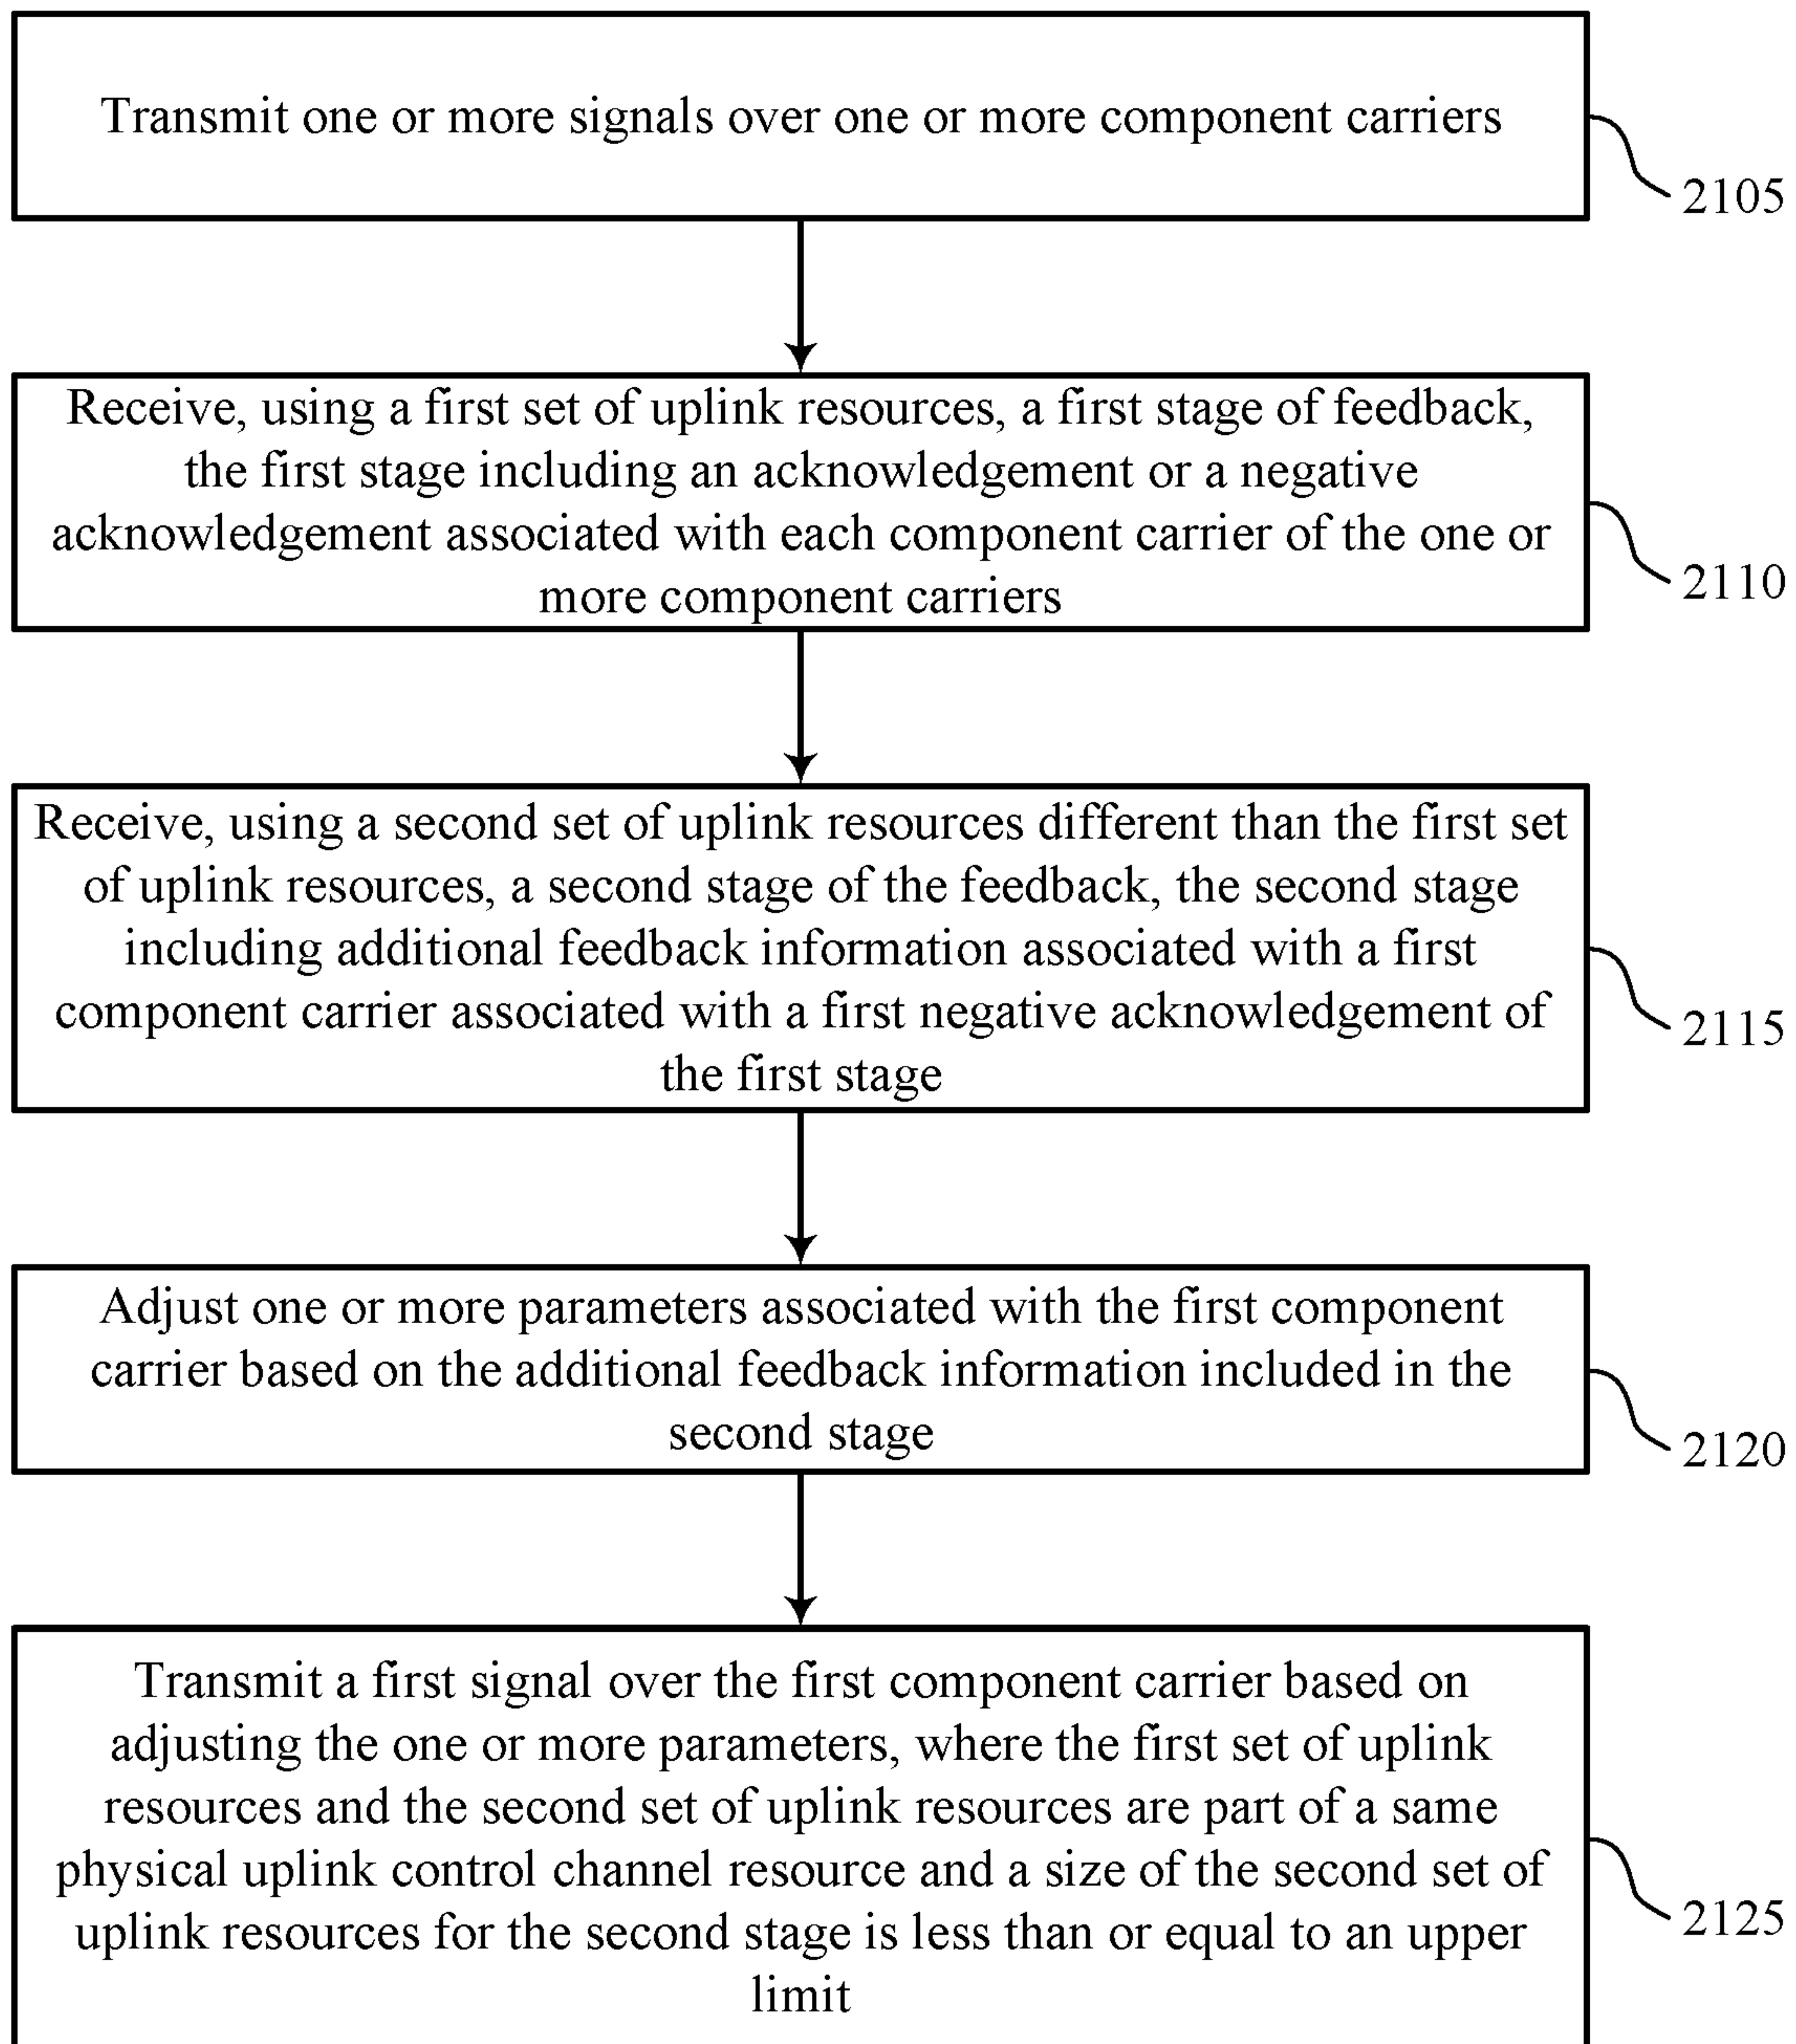 Transmit one or more signals over one or more component carriers
2105
Receive, using a first set of uplink resources, a first stage of feedback,
the first stage including an acknowledgement or a negative
acknowledgement associated with each component carrier of the one or
more component carriers
2110
Receive, using a second set of uplink resources different than the first set
of uplink resources, a second stage of the feedback, the second stage
including additional feedback information associated with a first
component carrier associated with a first negative acknowledgement of
the first stage
2115
Adjust one or more parameters associated with the first component
carrier based on the additional feedback information included in the
second stage
2120
Transmit a first signal over the first component carrier based on
adjusting the one or more parameters, where the first set of uplink
resources and the second set of uplink resources are part of a same
physical uplink control channel resource and a size of the second set of
uplink resources for the second stage is less than or equal to an upper
limit
2125